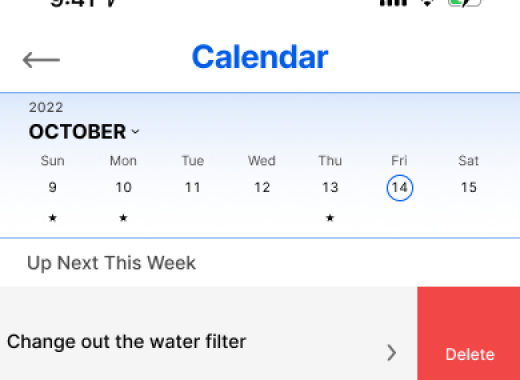 9:41
Calendar
2022
OCTOBER
Sun Mon Tue Wed Thu Fri Sat
9 10 11 12 13 14 15
Up Next This Week
Change out the water filter
Delete